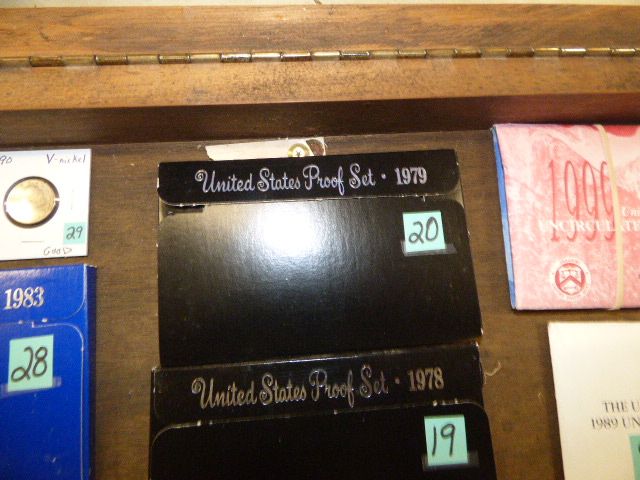 90 V-nickel
29
Good
1983
28
United States Proof Set · 1979
20
United States Proof Set · 1978
19
1999
UNCIRCULATE
THE U
1989 UN